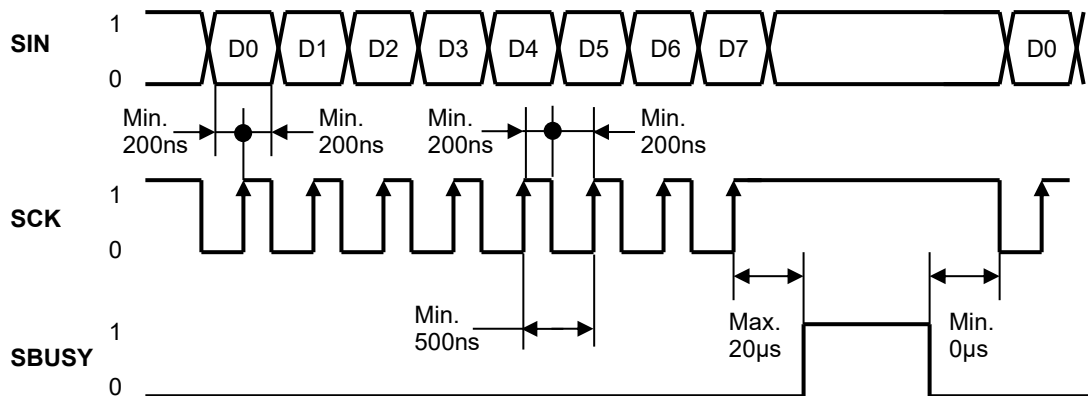 SIN
1
0
D0 D1 D2 D3 D4 D5 D6 D7 D0
Min.
200ns
Min.
200ns
Min.
200ns
Min.
200ns
SCK
1
0
Min.
500ns
Max.
20µs
Min.
0µs
SBUSY
1
0